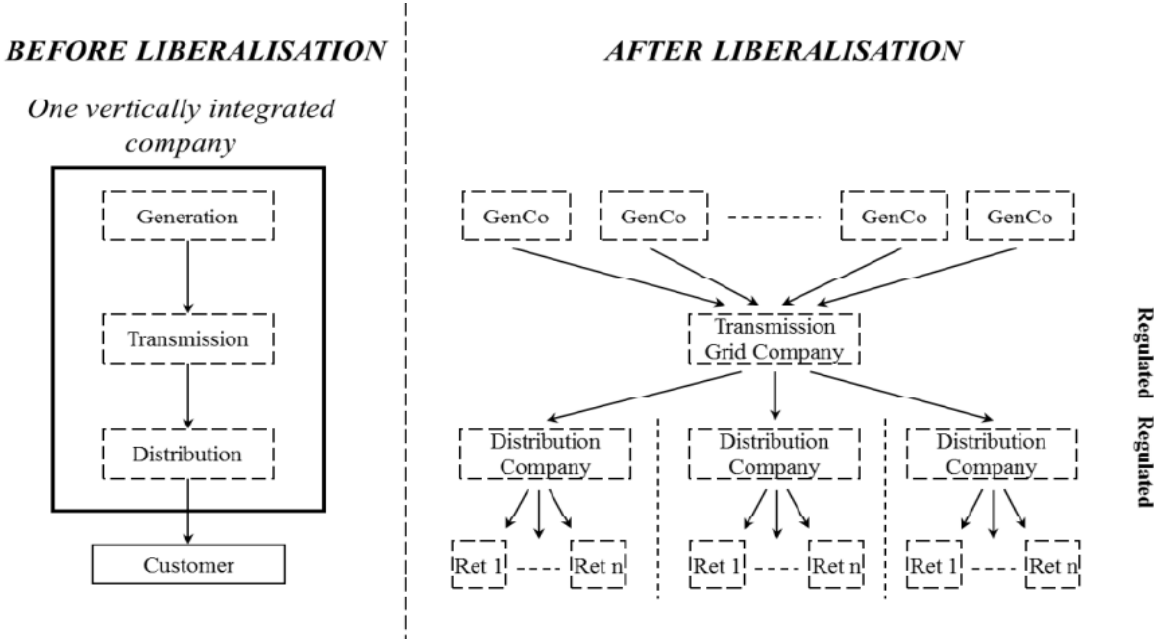 BEFORE LIBERALISATION
AFTER LIBERALISATION
One vertically integrated
company
Generation
Transmission
Distribution
Customer
GenCo
GenCo
GenCo
GenCo
Transmission
Grid Company
Distribution
Company
Distribution
Company
Distribution
Company
Ret 1
Ret n
Ret 1
Ret n
Ret 1
Ret n
Regulated
Regulated